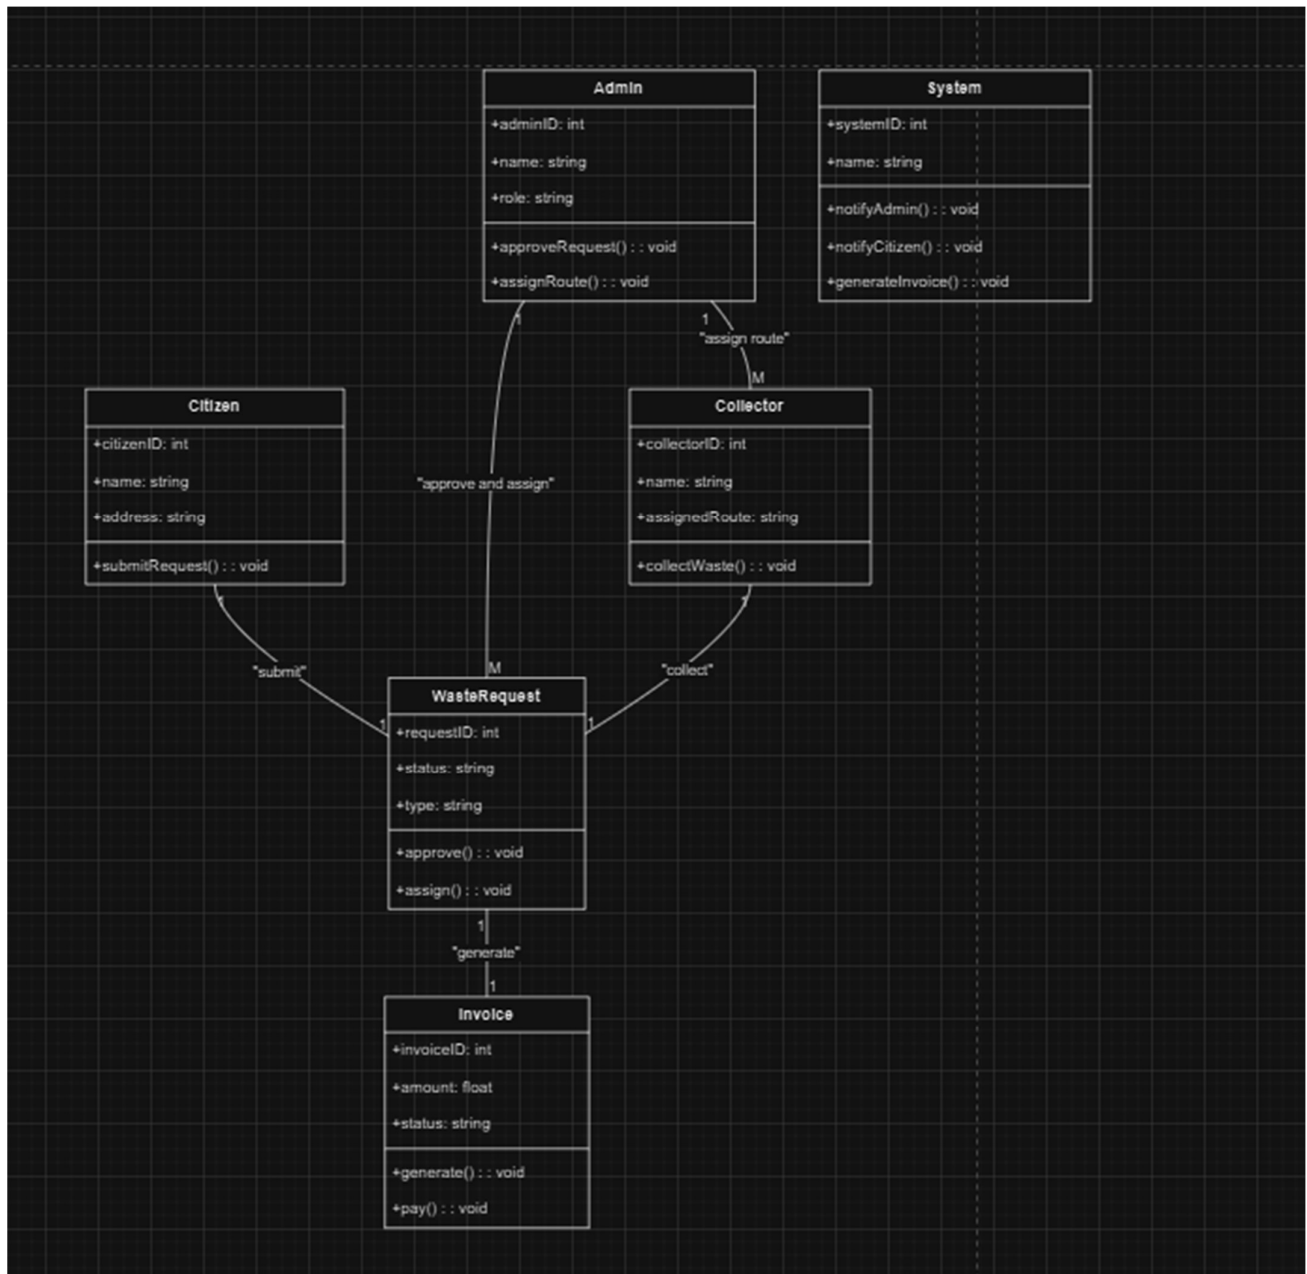 Admin
+adminID: int
+name: string
+role: string
+approveRequest() : : void
+assignRoute() : : void
System
+systemID: int
+name: string
+notifyAdmin() : : void
+notifyCitizen() : : void
+generateInvoice() : : void
1
1
"assign route"
M
Citizen
+citizenID: int
+name: string
+address: string
+submitRequest() : : void
"approve and assign"
Collector
+collectorID: int
+name: string
+assignedRoute: string
+collectWaste() : : void
1
1
"submit"
M
"collect"
1
1
WasteRequest
+requestID: int
+status: string
+type: string
+approve() : : void
+assign() : : void
1
"generate"
1
Invoice
+invoiceID: int
+amount: float
+status: string
+generate() : : void
+pay() : : void